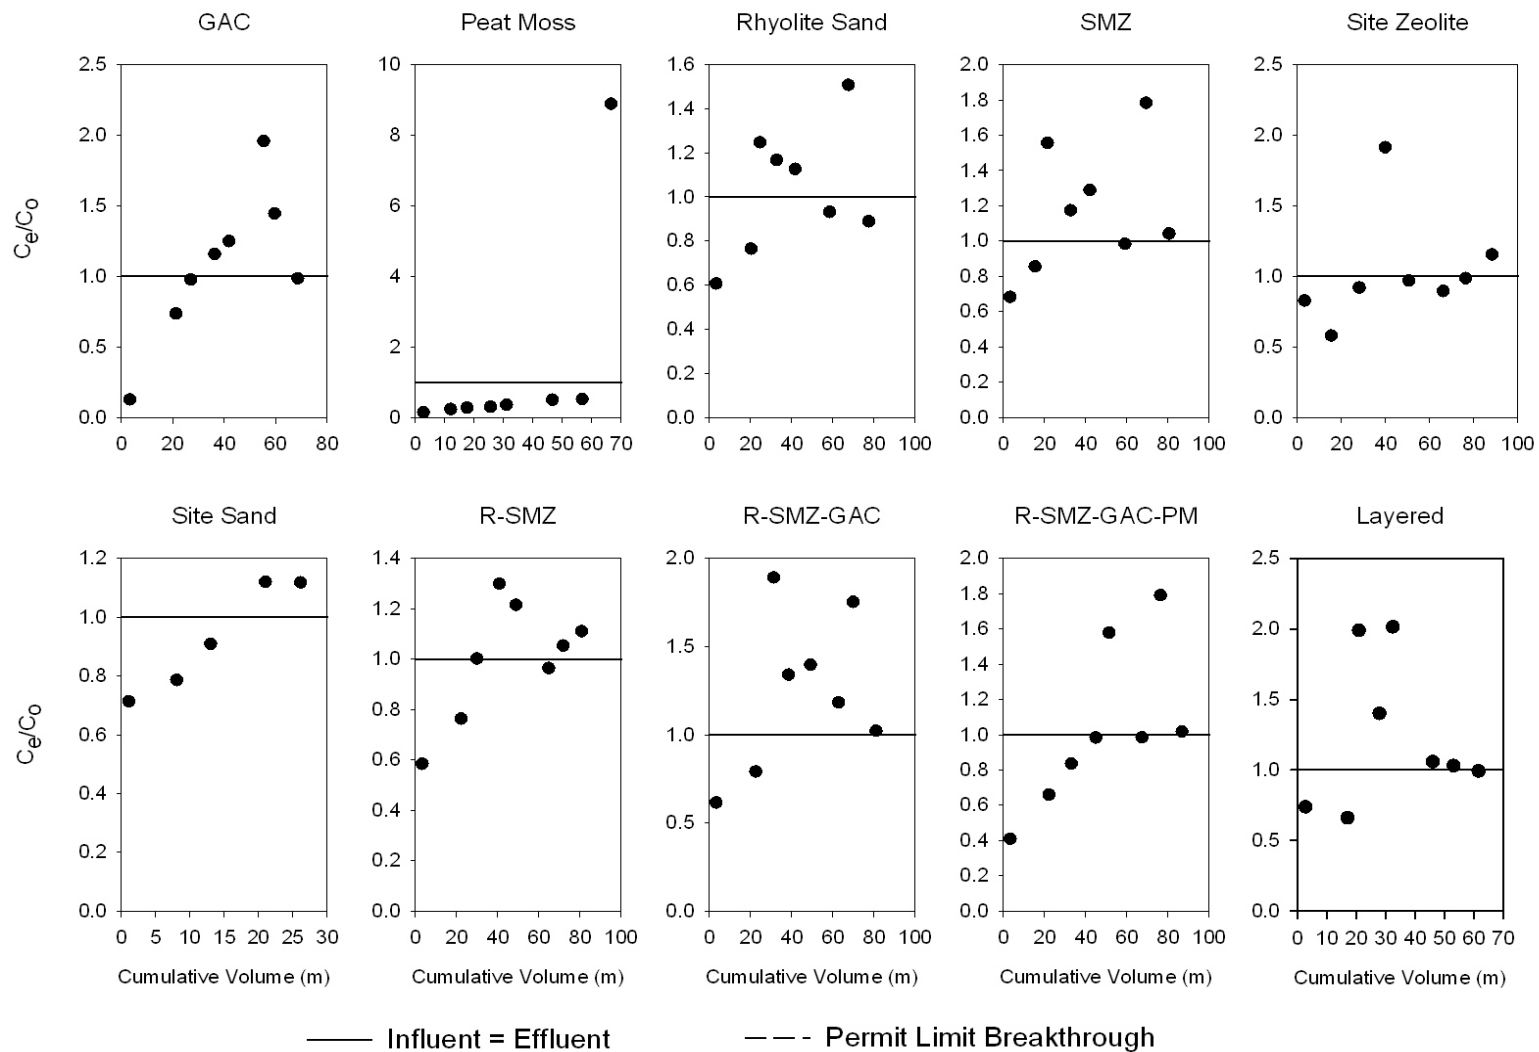 GAC Peat Moss Rhyolite Sand SMZ Site Zeolite
2.5 10 1.6 2.0 2.5
1.4 1.8
2.0 8 1.6 2.0
1.2 1.4
1.5 6 1.0 1.2 1.5
Ce/Co
0.8 1.0
1.0 4 0.8 1.0
0.6
0.4 0.6
0.5 2 0.4 0.5
0.2 0.2
0.0 0 0.0 0.0 0.0
0 20 40 60 80 0 10 20 30 40 50 60 70 0 20 40 60 80 100 0 20 40 60 80 100 0 20 40 60 80 100
Site Sand R-SMZ R-SMZ-GAC R-SMZ-GAC-PM Layered
1.2 1.4 2.0 2.0 2.5
1.2 1.8
1.0 1.6 2.0
1.0 1.5 1.4
0.8 1.2 1.5
Ce/Co
0.8
0.6 1.0 1.0
0.6 0.8 1.0
0.4 0.4 0.5 0.6
0.4 0.5
0.2 0.2 0.2
0.0 0.0 0.0 0.0 0.0
0 5 10 15 20 25 30 0 20 40 60 80 100 0 20 40 60 80 100 0 20 40 60 80 100 0 10 20 30 40 50 60 70
Cumulative Volume (m) Cumulative Volume (m) Cumulative Volume (m) Cumulative Volume (m) Cumulative Volume (m)
Influent = Effluent Permit Limit Breakthrough